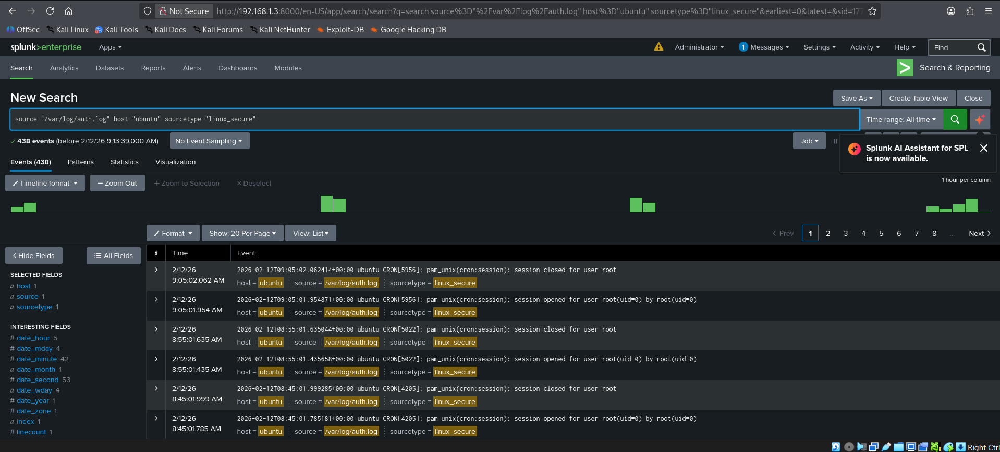 Not Secure http://192.168.1.3:8000/en-US/app/search/search?q=search source%3D"%2Fvar%2Flog%2Fauth.log" host%3D"ubuntu" sourcetype%3D"linux_secure"&earliest=0&latest=&sid=177
OffSec Kali Linux Kali Tools Kali Docs Kali Forums Kali NetHunter Exploit-DB Google Hacking DB
splunk>enterprise Apps Administrator 1 Messages Settings Activity Help Find
Search Analytics Datasets Reports Alerts Dashboards Modules Search & Reporting
New Search
Save As Create Table View Close
source="/var/log/auth.log" host="ubuntu" sourcetype="linux_secure"
Time range: All time
438 events (before 2/12/26 9:13:39.000 AM) No Event Sampling Job
Splunk AI Assistant for SPL
is now available.
Events (438) Patterns Statistics Visualization
Timeline format — Zoom Out + Zoom to Selection × Deselect
1 hour per column
Format Show: 20 Per Page View: List
< Prev 1 2 3 4 5 6 7 8 ... Next >
< Hide Fields All Fields
i Time Event
SELECTED FIELDS
a host 1
a source 1
a sourcetype 1
INTERESTING FIELDS
# date_hour 5
# date_mday 4
# date_minute 42
a date_month 1
# date_second 53
a date_wday 4
# date_year 1
# date_zone 1
a index 1
# linecount 1
2/12/26
9:05:02.062 AM
2026-02-12T09:05:02.062414+00:00 ubuntu CRON[5956]: pam_unix(cron:session): session closed for user root
host = ubuntu source = /var/log/auth.log sourcetype = linux_secure
2/12/26
9:05:01.954 AM
2026-02-12T09:05:01.954871+00:00 ubuntu CRON[5956]: pam_unix(cron:session): session opened for user root(uid=0) by root(uid=0)
host = ubuntu source = /var/log/auth.log sourcetype = linux_secure
2/12/26
8:55:01.635 AM
2026-02-12T08:55:01.635044+00:00 ubuntu CRON[5022]: pam_unix(cron:session): session closed for user root
host = ubuntu source = /var/log/auth.log sourcetype = linux_secure
2/12/26
8:55:01.435 AM
2026-02-12T08:55:01.435658+00:00 ubuntu CRON[5022]: pam_unix(cron:session): session opened for user root(uid=0) by root(uid=0)
host = ubuntu source = /var/log/auth.log sourcetype = linux_secure
2/12/26
8:45:01.999 AM
2026-02-12T08:45:01.999285+00:00 ubuntu CRON[4205]: pam_unix(cron:session): session closed for user root
host = ubuntu source = /var/log/auth.log sourcetype = linux_secure
2/12/26
8:45:01.785 AM
2026-02-12T08:45:01.785181+00:00 ubuntu CRON[4205]: pam_unix(cron:session): session opened for user root(uid=0) by root(uid=0)
host = ubuntu source = /var/log/auth.log sourcetype = linux_secure
Right Ctrl